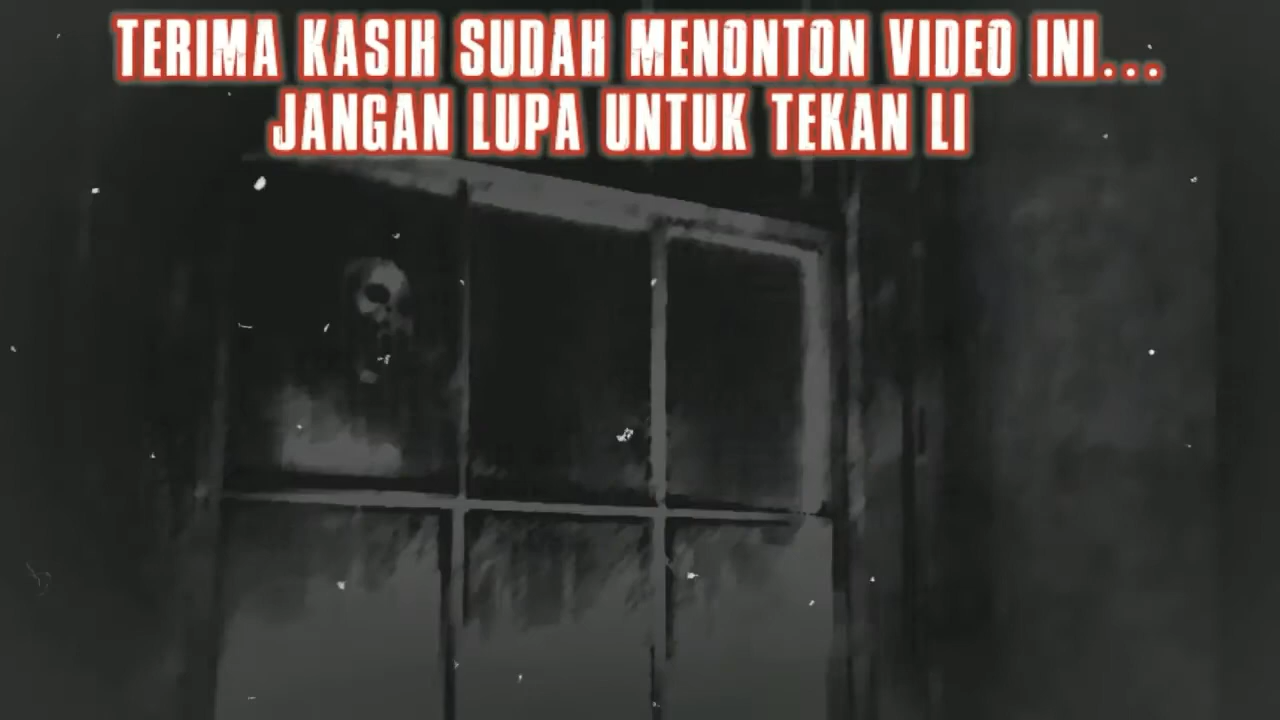 TERIMA KASIH SUDAH MENONTON VIDEO INI...
JANGAN LUPA UNTUK TEKAN LI